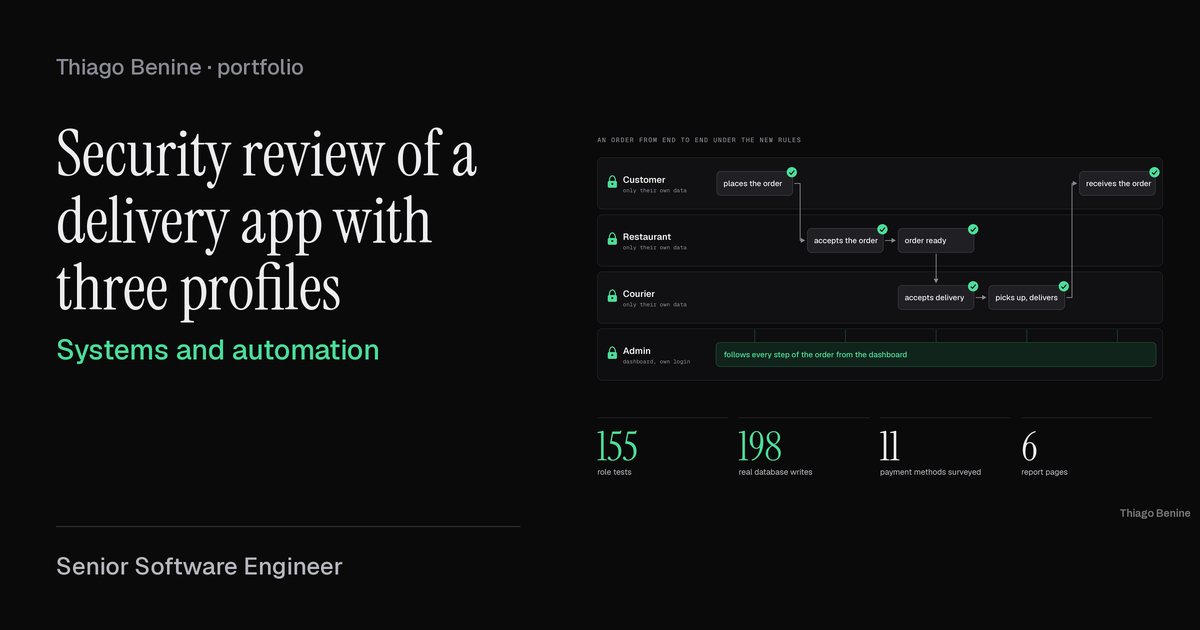 Thiago Benine · portfolio
Security review of a
delivery app with
three profiles
Systems and automation
Senior Software Engineer
AN ORDER FROM END TO END UNDER THE NEW RULES
Customer
only their own data
places the order
receives the order
Restaurant
only their own data
accepts the order
order ready
Courier
only their own data
accepts delivery
picks up, delivers
Admin
dashboard, own login
follows every step of the order from the dashboard
155
role tests
198
real database writes
11
payment methods surveyed
6
report pages
Thiago Benine